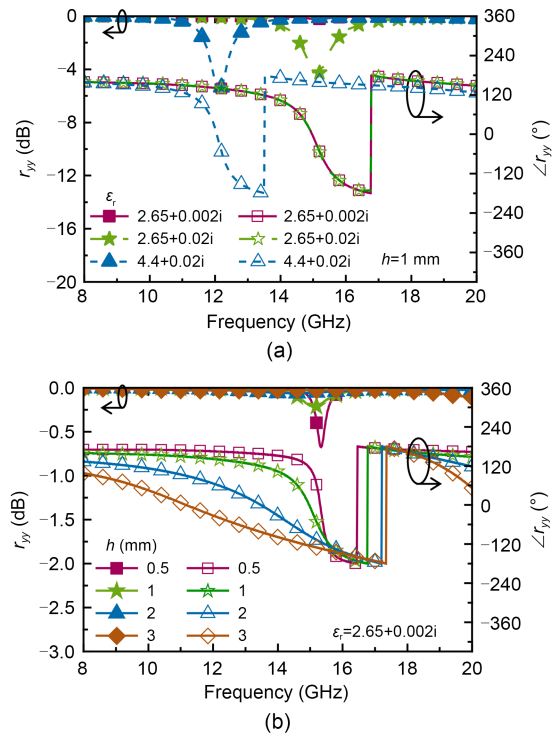 0 −4 −8 −12 −16 −20
r_yy (dB)
360 240 120 0 −120 −240 −360
∠r_yy (°)
ε_r
2.65+0.002i 2.65+0.002i
2.65+0.02i 2.65+0.02i
4.4+0.02i 4.4+0.02i
h=1 mm
8 10 12 14 16 18 20
Frequency (GHz)
(a)
0.0 −0.5 −1.0 −1.5 −2.0 −2.5 −3.0
r_yy (dB)
360 240 120 0 −120 −240 −360
∠r_yy (°)
h (mm)
0.5 0.5
1 1
2 2
3 3
ε_r=2.65+0.002i
8 10 12 14 16 18 20
Frequency (GHz)
(b)